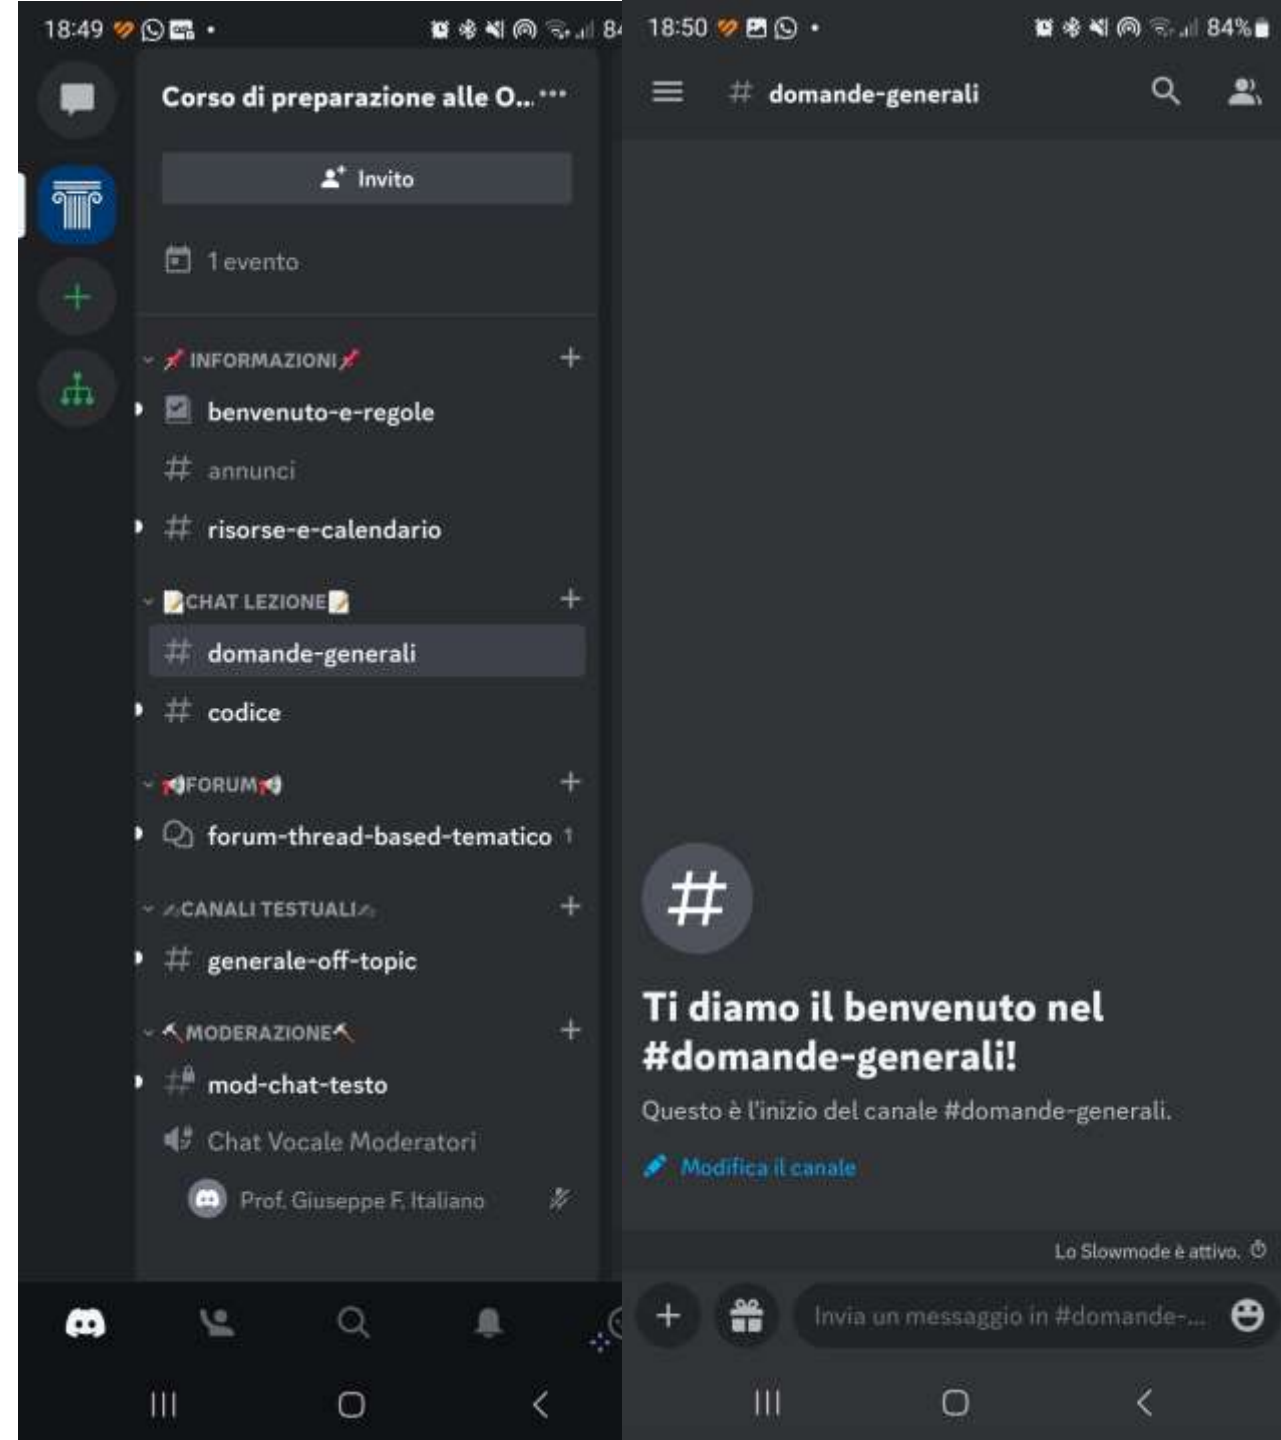 18:49
84
Corso di preparazione alle O...
Invito
1 evento
INFORMAZIONI
benvenuto-e-regole
annunci
risorse-e-calendario
CHAT LEZIONE
domande-generali
codice
FORUM
forum-thread-based-tematico 1
CANALI TESTUALI
generale-off-topic
MODERAZIONE
mod-chat-testo
Chat Vocale Moderatori
Prof. Giuseppe F. Italiano
18:50
84%
# domande-generali
Ti diamo il benvenuto nel
#domande-generali!
Questo è l'inizio del canale #domande-generali.
Modifica il canale
Lo Slowmode è attivo.
Invia un messaggio in #domande-...